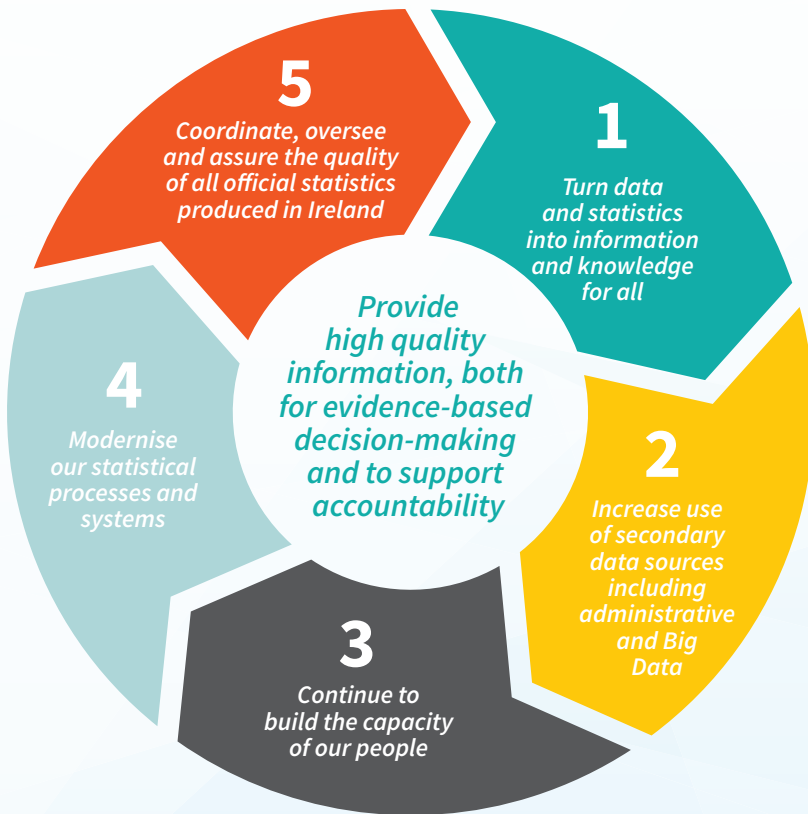 1
Turn data
and statistics
into information
and knowledge
for all
2
Increase use
of secondary
data sources
including
administrative
and Big
Data
3
Continue to
build the capacity
of our people
4
Modernise
our statistical
processes and
systems
5
Coordinate, oversee
and assure the quality
of all official statistics
produced in Ireland
Provide
high quality
information, both
for evidence-based
decision-making
and to support
accountability